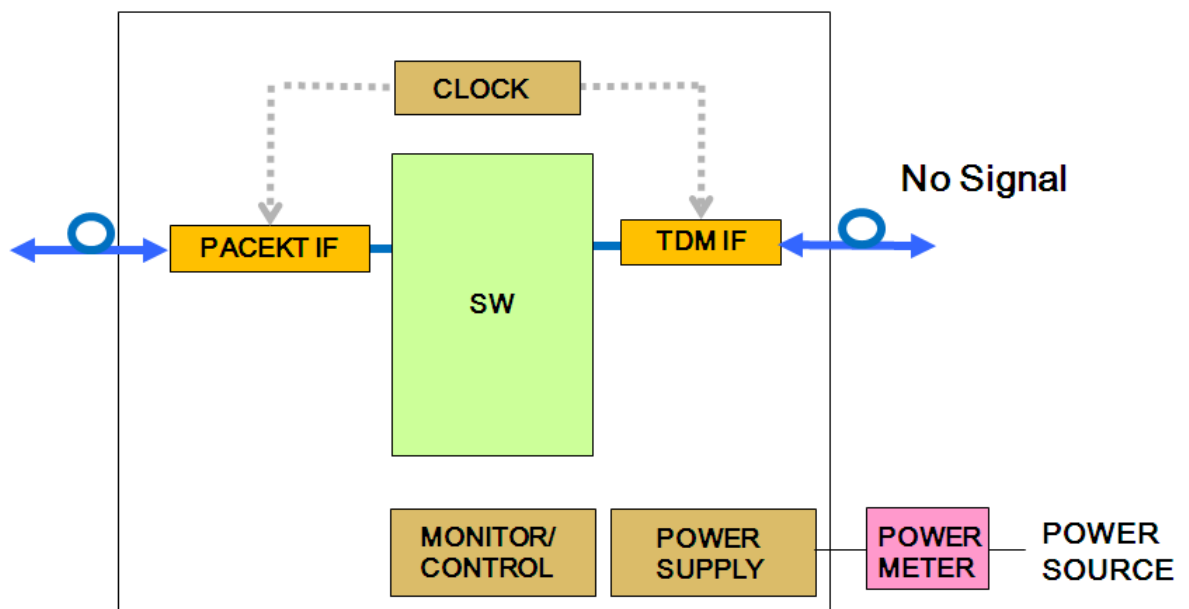 CLOCK
No Signal
PACEKT IF
TDM IF
SW
MONITOR/
CONTROL
POWER
SUPPLY
POWER
METER
POWER
SOURCE